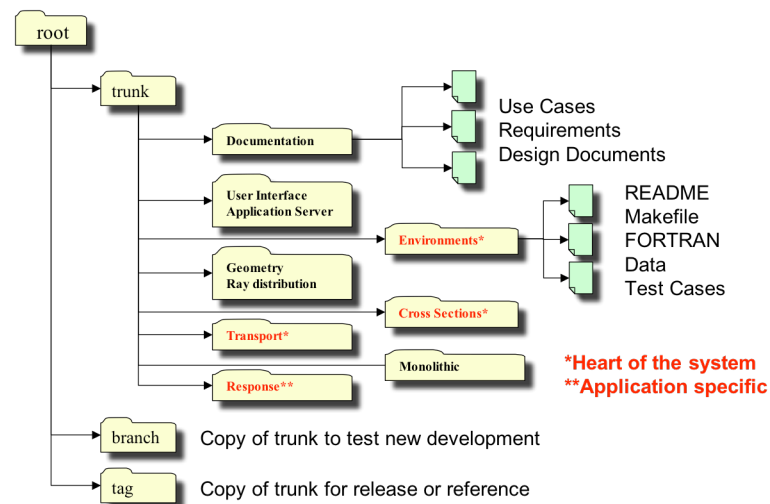 root
trunk
Documentation
Use Cases
Requirements
Design Documents
User Interface
Application Server
Environments*
README
Makefile
FORTRAN
Data
Test Cases
Geometry
Ray distribution
Cross Sections*
Transport*
Monolithic
Response**
*Heart of the system
**Application specific
branch
Copy of trunk to test new development
tag
Copy of trunk for release or reference